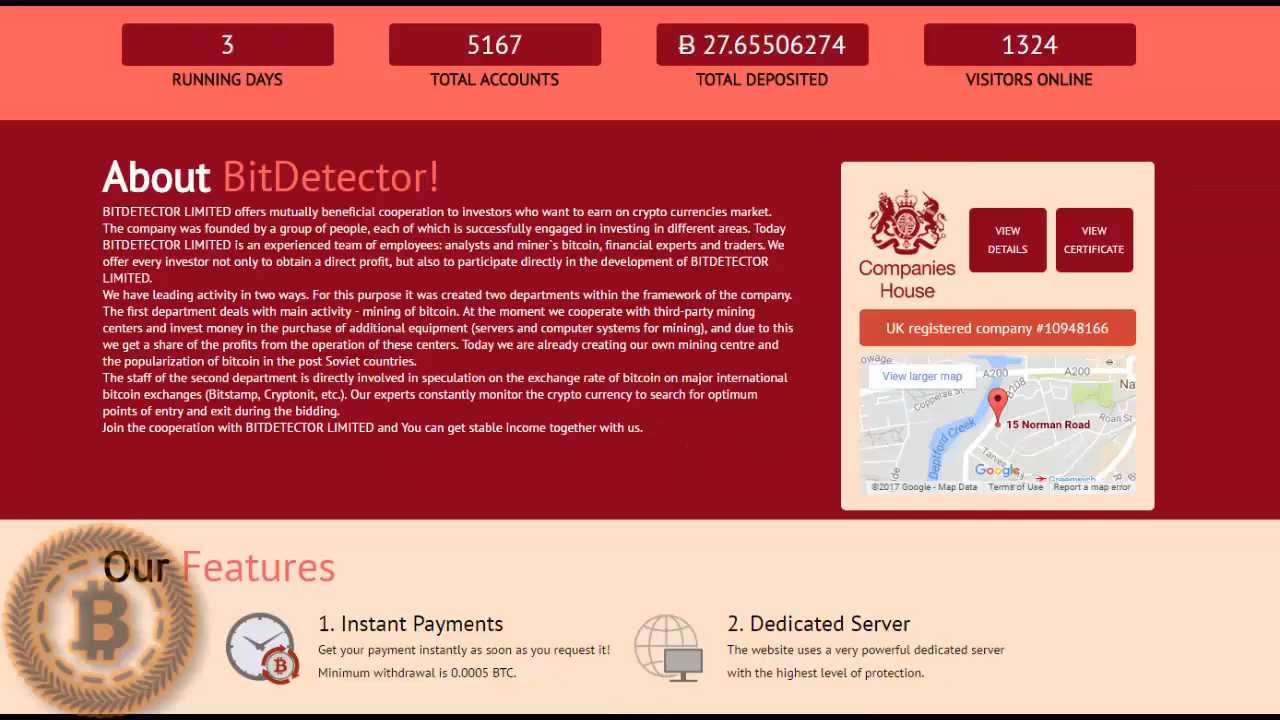 3
RUNNING DAYS
5167
TOTAL ACCOUNTS
Ƀ 27.65506274
TOTAL DEPOSITED
1324
VISITORS ONLINE
About BitDetector!
BITDETECTOR LIMITED offers mutually beneficial cooperation to investors who want to earn on crypto currencies market.
The company was founded by a group of people, each of which is successfully engaged in investing in different areas. Today
BITDETECTOR LIMITED is an experienced team of employees: analysts and miner`s bitcoin, financial experts and traders. We
offer every investor not only to obtain a direct profit, but also to participate directly in the development of BITDETECTOR
LIMITED.
We have leading activity in two ways. For this purpose it was created two departments within the framework of the company.
The first department deals with main activity - mining of bitcoin. At the moment we cooperate with third-party mining
centers and invest money in the purchase of additional equipment (servers and computer systems for mining), and due to this
we get a share of the profits from the operation of these centers. Today we are already creating our own mining centre and
the popularization of bitcoin in the post Soviet countries.
The staff of the second department is directly involved in speculation on the exchange rate of bitcoin on major international
bitcoin exchanges (Bitstamp, Cryptonit, etc.). Our experts constantly monitor the crypto currency to search for optimum
points of entry and exit during the bidding.
Join the cooperation with BITDETECTOR LIMITED and You can get stable income together with us.
Companies
House
VIEW
DETAILS
VIEW
CERTIFICATE
UK registered company #10948166
owage
View larger map
A200
A200
B208
Na
Copperas St
Roan St
15 Norman Road
Deptford Creek
Tarves
Google
Greenwich
©2017 Google - Map Data
Terms of Use
Report a map error
Our Features
1. Instant Payments
Get your payment instantly as soon as you request it!
Minimum withdrawal is 0.0005 BTC.
2. Dedicated Server
The website uses a very powerful dedicated server
with the highest level of protection.